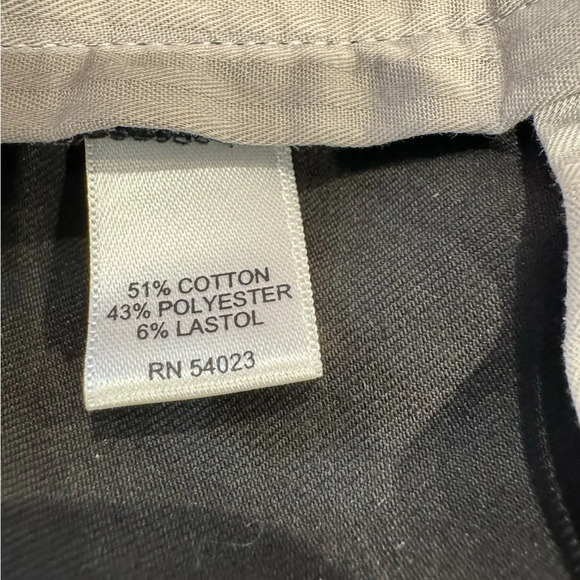 51% COTTON
43% POLYESTER
6% LASTOL
RN 54023